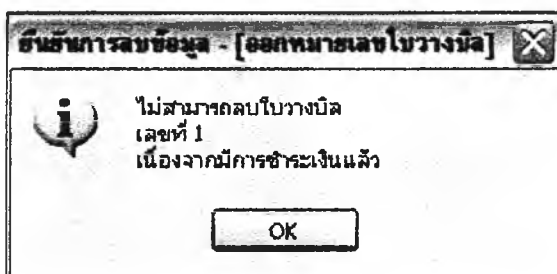 ยืนยันการลบข้อมูล - [ออกหมายเลขใบวางบิล]
ไม่สามารถลบใบวางบิล
เลขที่ 1
เนื่องจากมีการชำระเงินแล้ว
OK